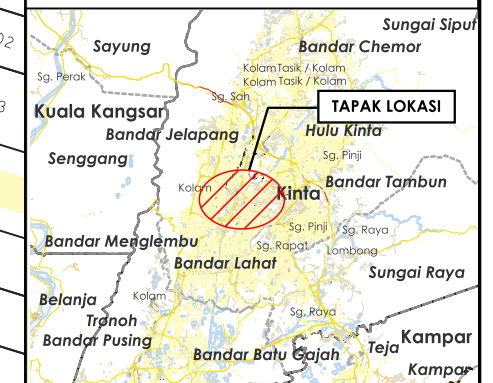 Sungai Siput
02
Sayung
Bandar Chemor
Kolam Tasik / Kolam
Sg. Perak
Kolam Tasik / Kolam
Sg. Sah
3
TAPAK LOKASI
Kuala Kangsar
Bandar Jelapang
Hulu Kinta
Senggang
Sg. Pinji
Kolam
Kinta
Bandar Tambun
Sg. Pinji
Sg. Raya
Bandar Menglembu
Sg. Rapat
Lombong
Bandar Lahat
Sungai Raya
Belanja
Kolam
Sg. Raya
Tronoh
Bandar Pusing
Kampar
Teja
Bandar Batu Gajah
Kampar